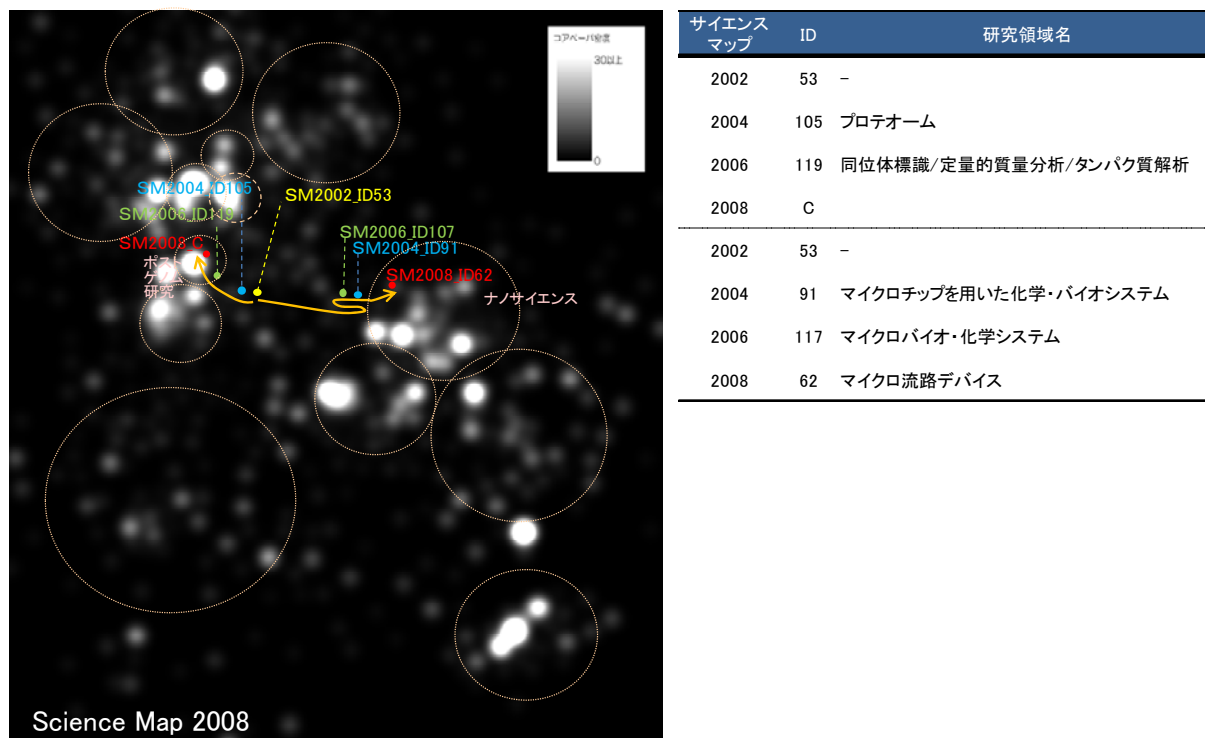 コアペーパ密度
30以上
0
SM2004_ID105
SM2002_ID53
SM2006_ID119
SM2006_ID107
SM2004_ID91
SM2008_C
SM2008_ID62
ポスト
ゲノム
研究
ナノサイエンス
Science Map 2008
サイエンス
マップ ID 研究領域名
2002 53 −
2004 105 プロテオーム
2006 119 同位体標識/定量的質量分析/タンパク質解析
2008 C
2002 53 −
2004 91 マイクロチップを用いた化学・バイオシステム
2006 117 マイクロバイオ・化学システム
2008 62 マイクロ流路デバイス